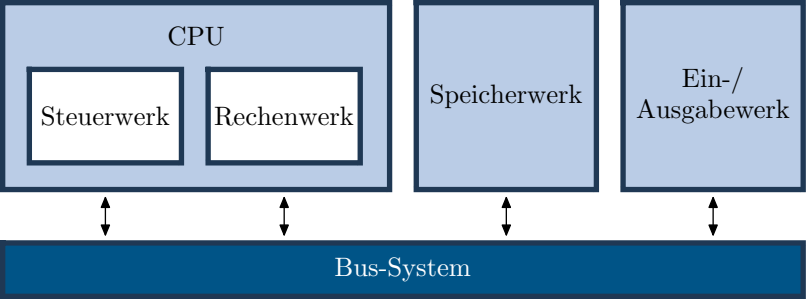 CPU
Steuerwerk
Rechenwerk
Speicherwerk
Ein-/
Ausgabewerk
Bus-System